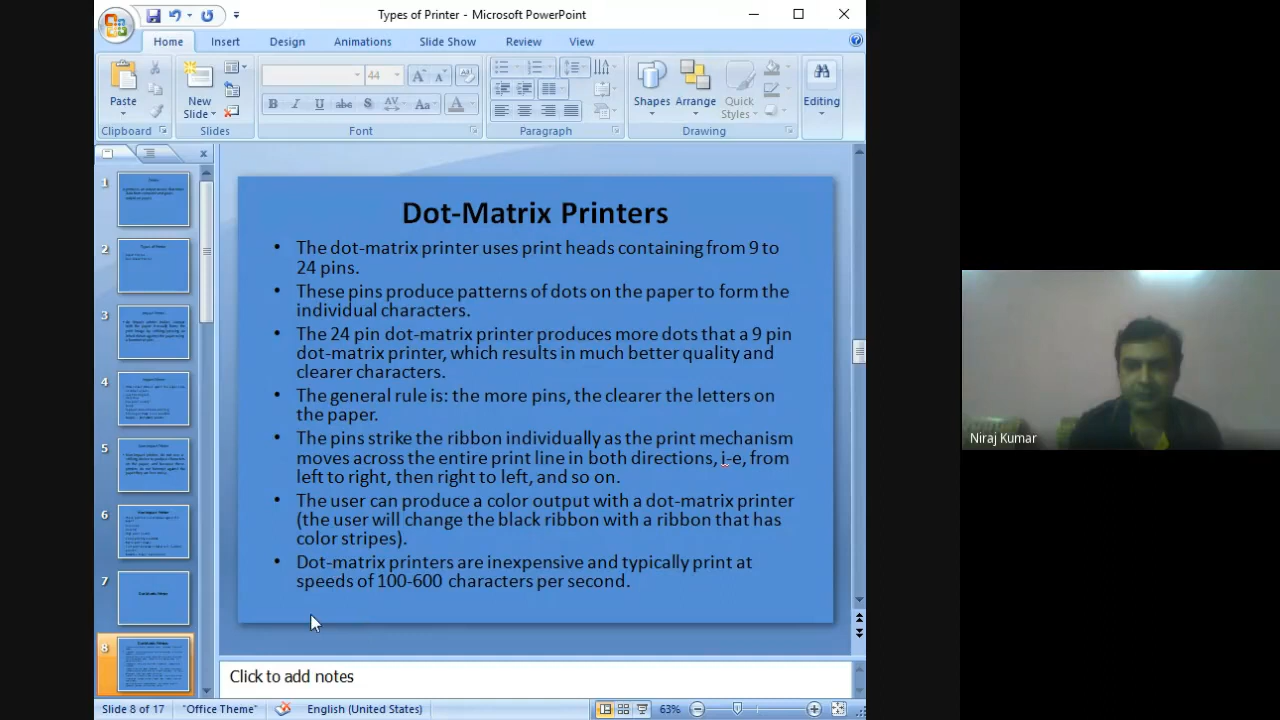 Types of Printer - Microsoft PowerPoint
Home Insert Design Animations Slide Show Review View
44
Paste
New
Slide
Shapes Arrange Quick
Styles
Editing
Clipboard Slides Font Paragraph Drawing
1
2
3
4
5
6
7
8
Dot-Matrix Printers
• The dot-matrix printer uses print heads containing from 9 to
24 pins.
• These pins produce patterns of dots on the paper to form the
individual characters.
• The 24 pin dot-matrix printer produces more dots that a 9 pin
dot-matrix printer, which results in much better quality and
clearer characters.
• The general rule is: the more pins, the clearer the letters on
the paper.
• The pins strike the ribbon individually as the print mechanism
moves across the entire print line in both directions, i-e, from
left to right, then right to left, and so on.
• The user can produce a color output with a dot-matrix printer
(the user will change the black ribbon with a ribbon that has
color stripes).
• Dot-matrix printers are inexpensive and typically print at
speeds of 100-600 characters per second.
Click to add notes
Slide 8 of 17 "Office Theme" English (United States) 63%
Niraj Kumar